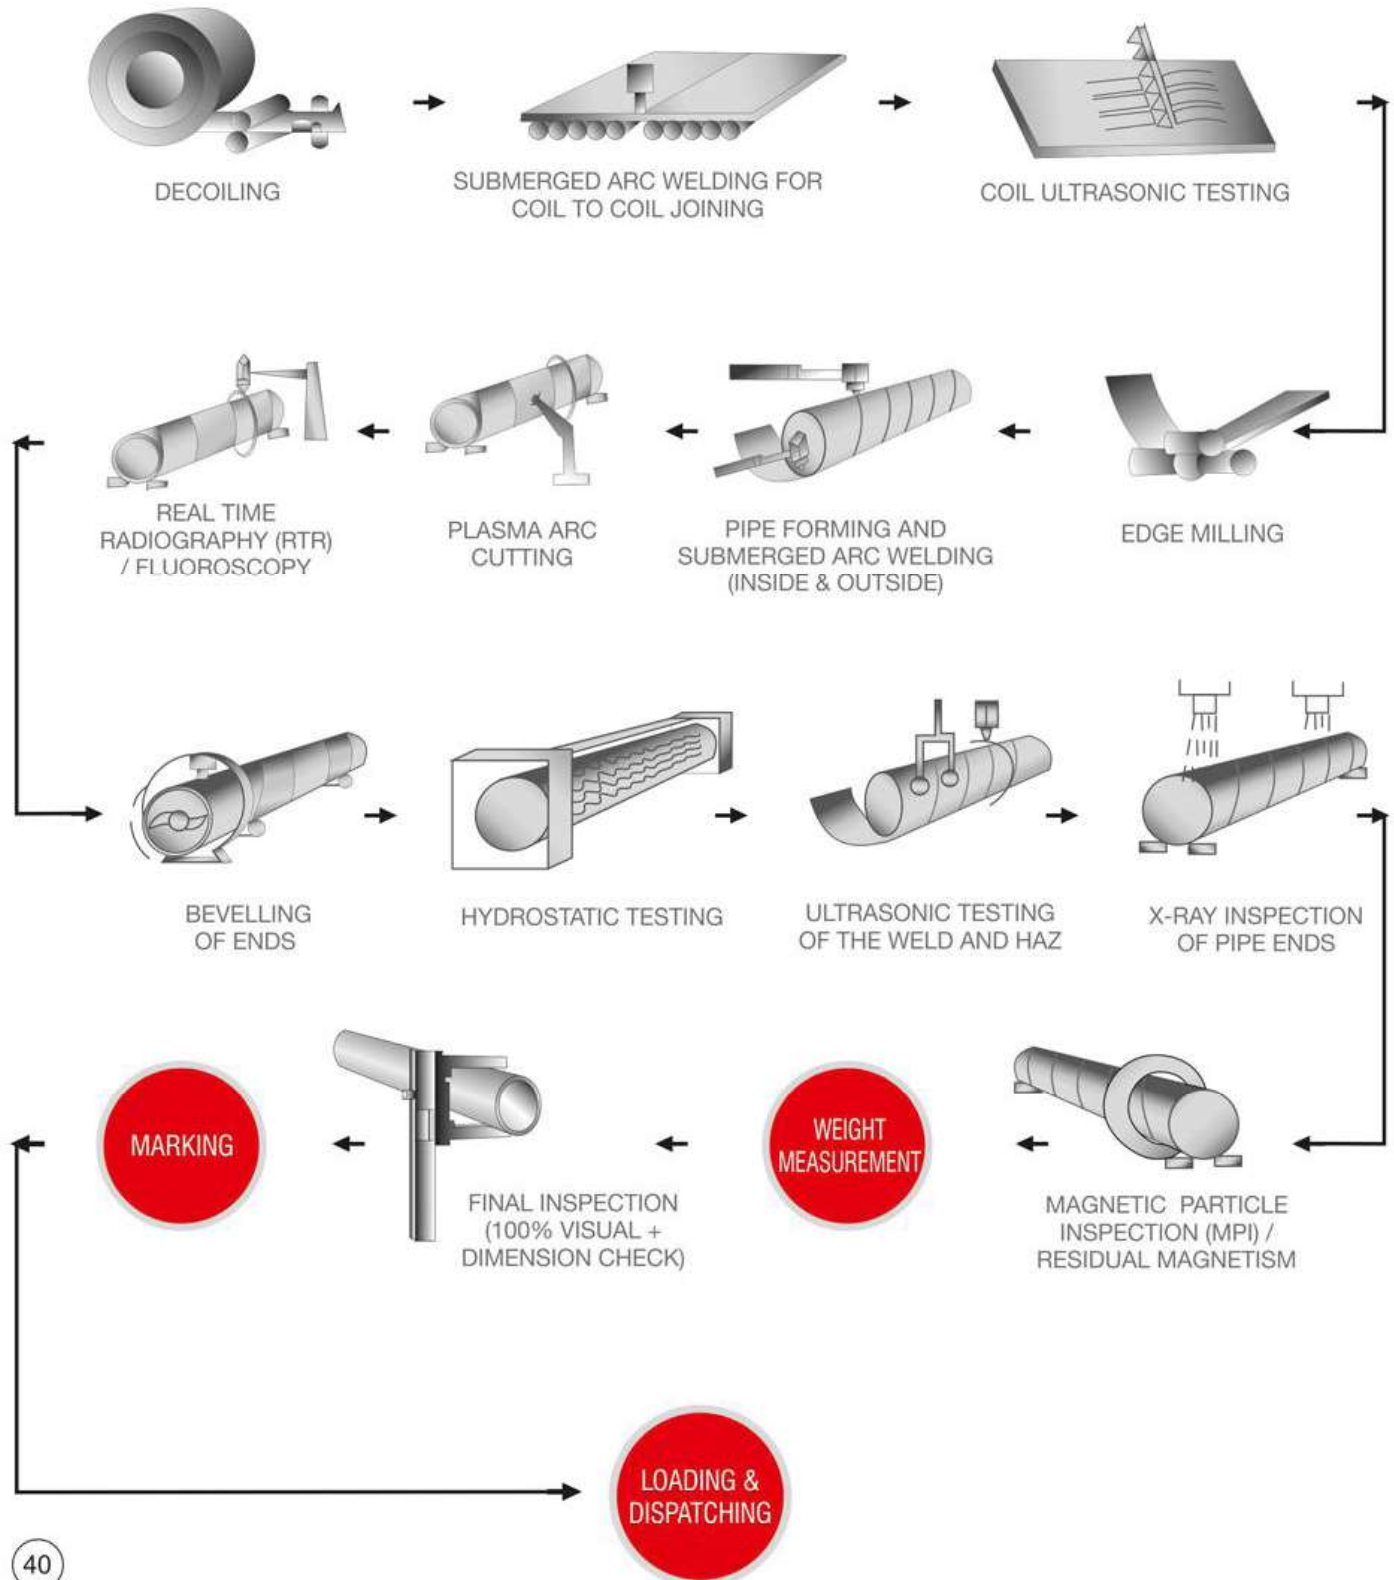 DECOILING
SUBMERGED ARC WELDING FOR
COIL TO COIL JOINING
COIL ULTRASONIC TESTING
EDGE MILLING
PIPE FORMING AND
SUBMERGED ARC WELDING
(INSIDE & OUTSIDE)
PLASMA ARC
CUTTING
REAL TIME
RADIOGRAPHY (RTR)
/ FLUOROSCOPY
BEVELLING
OF ENDS
HYDROSTATIC TESTING
ULTRASONIC TESTING
OF THE WELD AND HAZ
X-RAY INSPECTION
OF PIPE ENDS
MAGNETIC PARTICLE
INSPECTION (MPI) /
RESIDUAL MAGNETISM
WEIGHT
MEASUREMENT
FINAL INSPECTION
(100% VISUAL +
DIMENSION CHECK)
MARKING
LOADING &
DISPATCHING
40